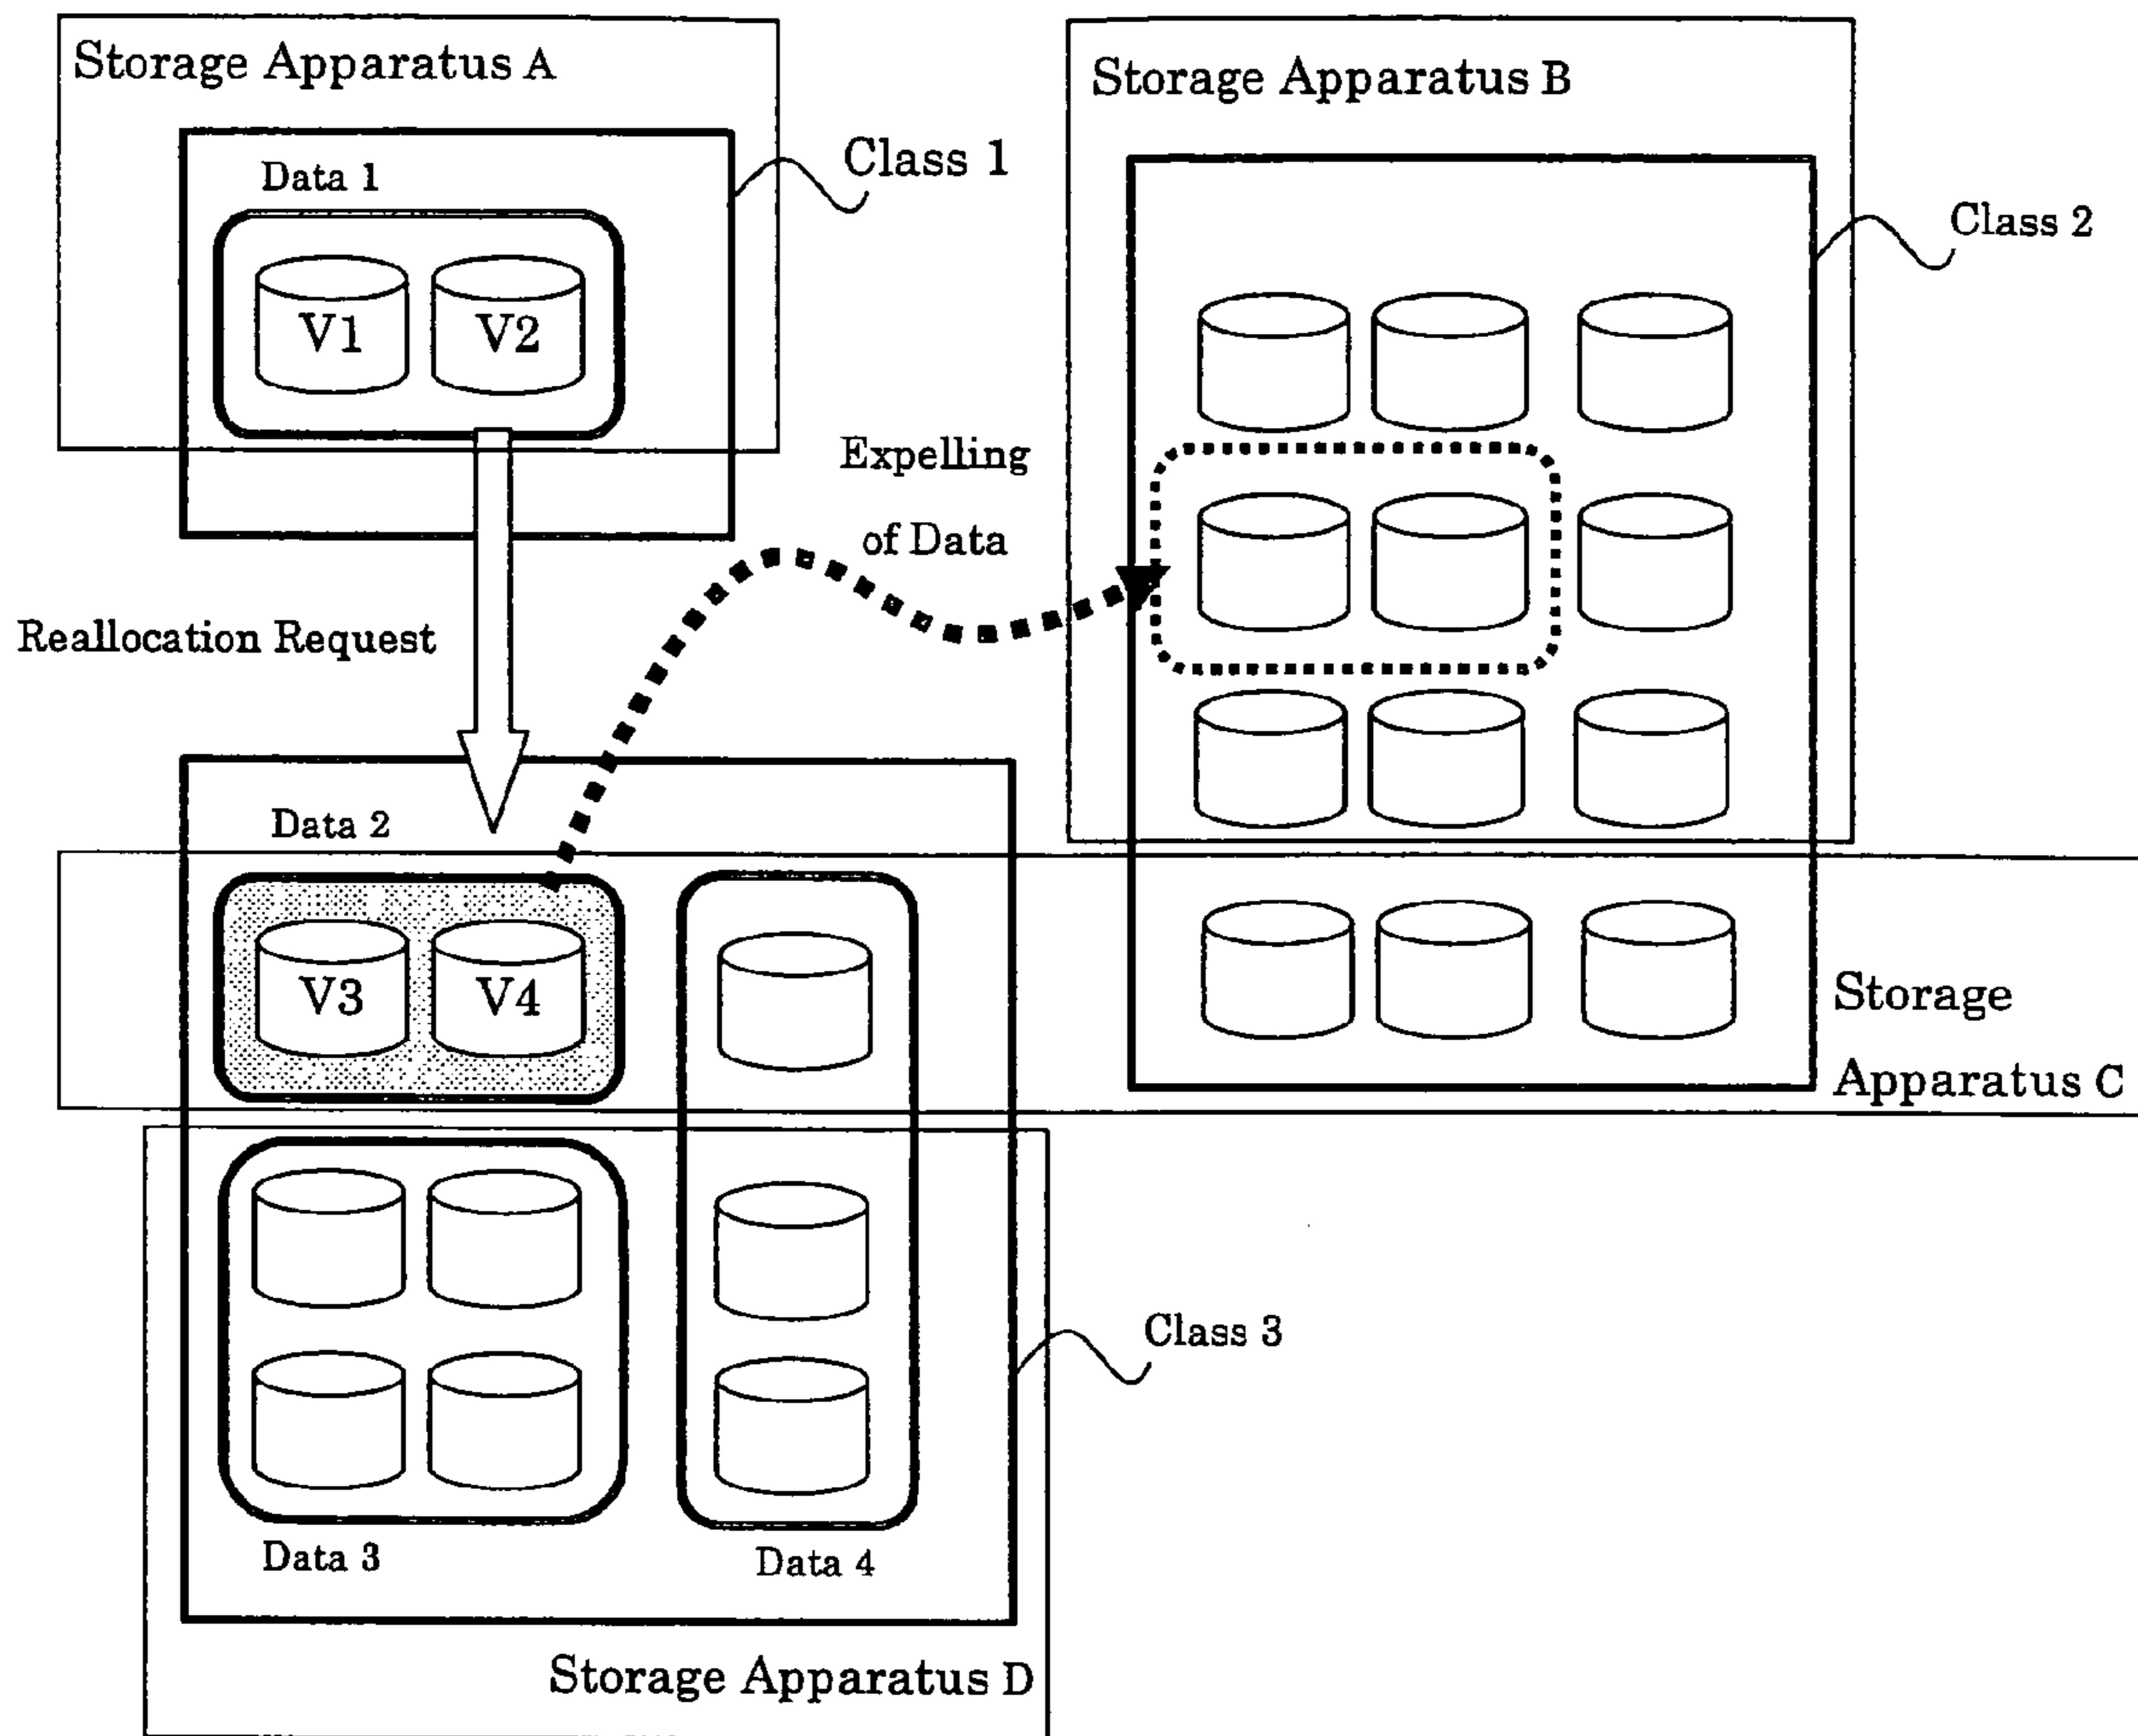 Storage Apparatus A
Storage Apparatus B
Class 1
Data 1
Class 2
V1 V2
Expelling
of Data
Reallocation Request
Data 2
V3 V4
Storage
Apparatus C
Class 3
Data 3
Data 4
Storage Apparatus D